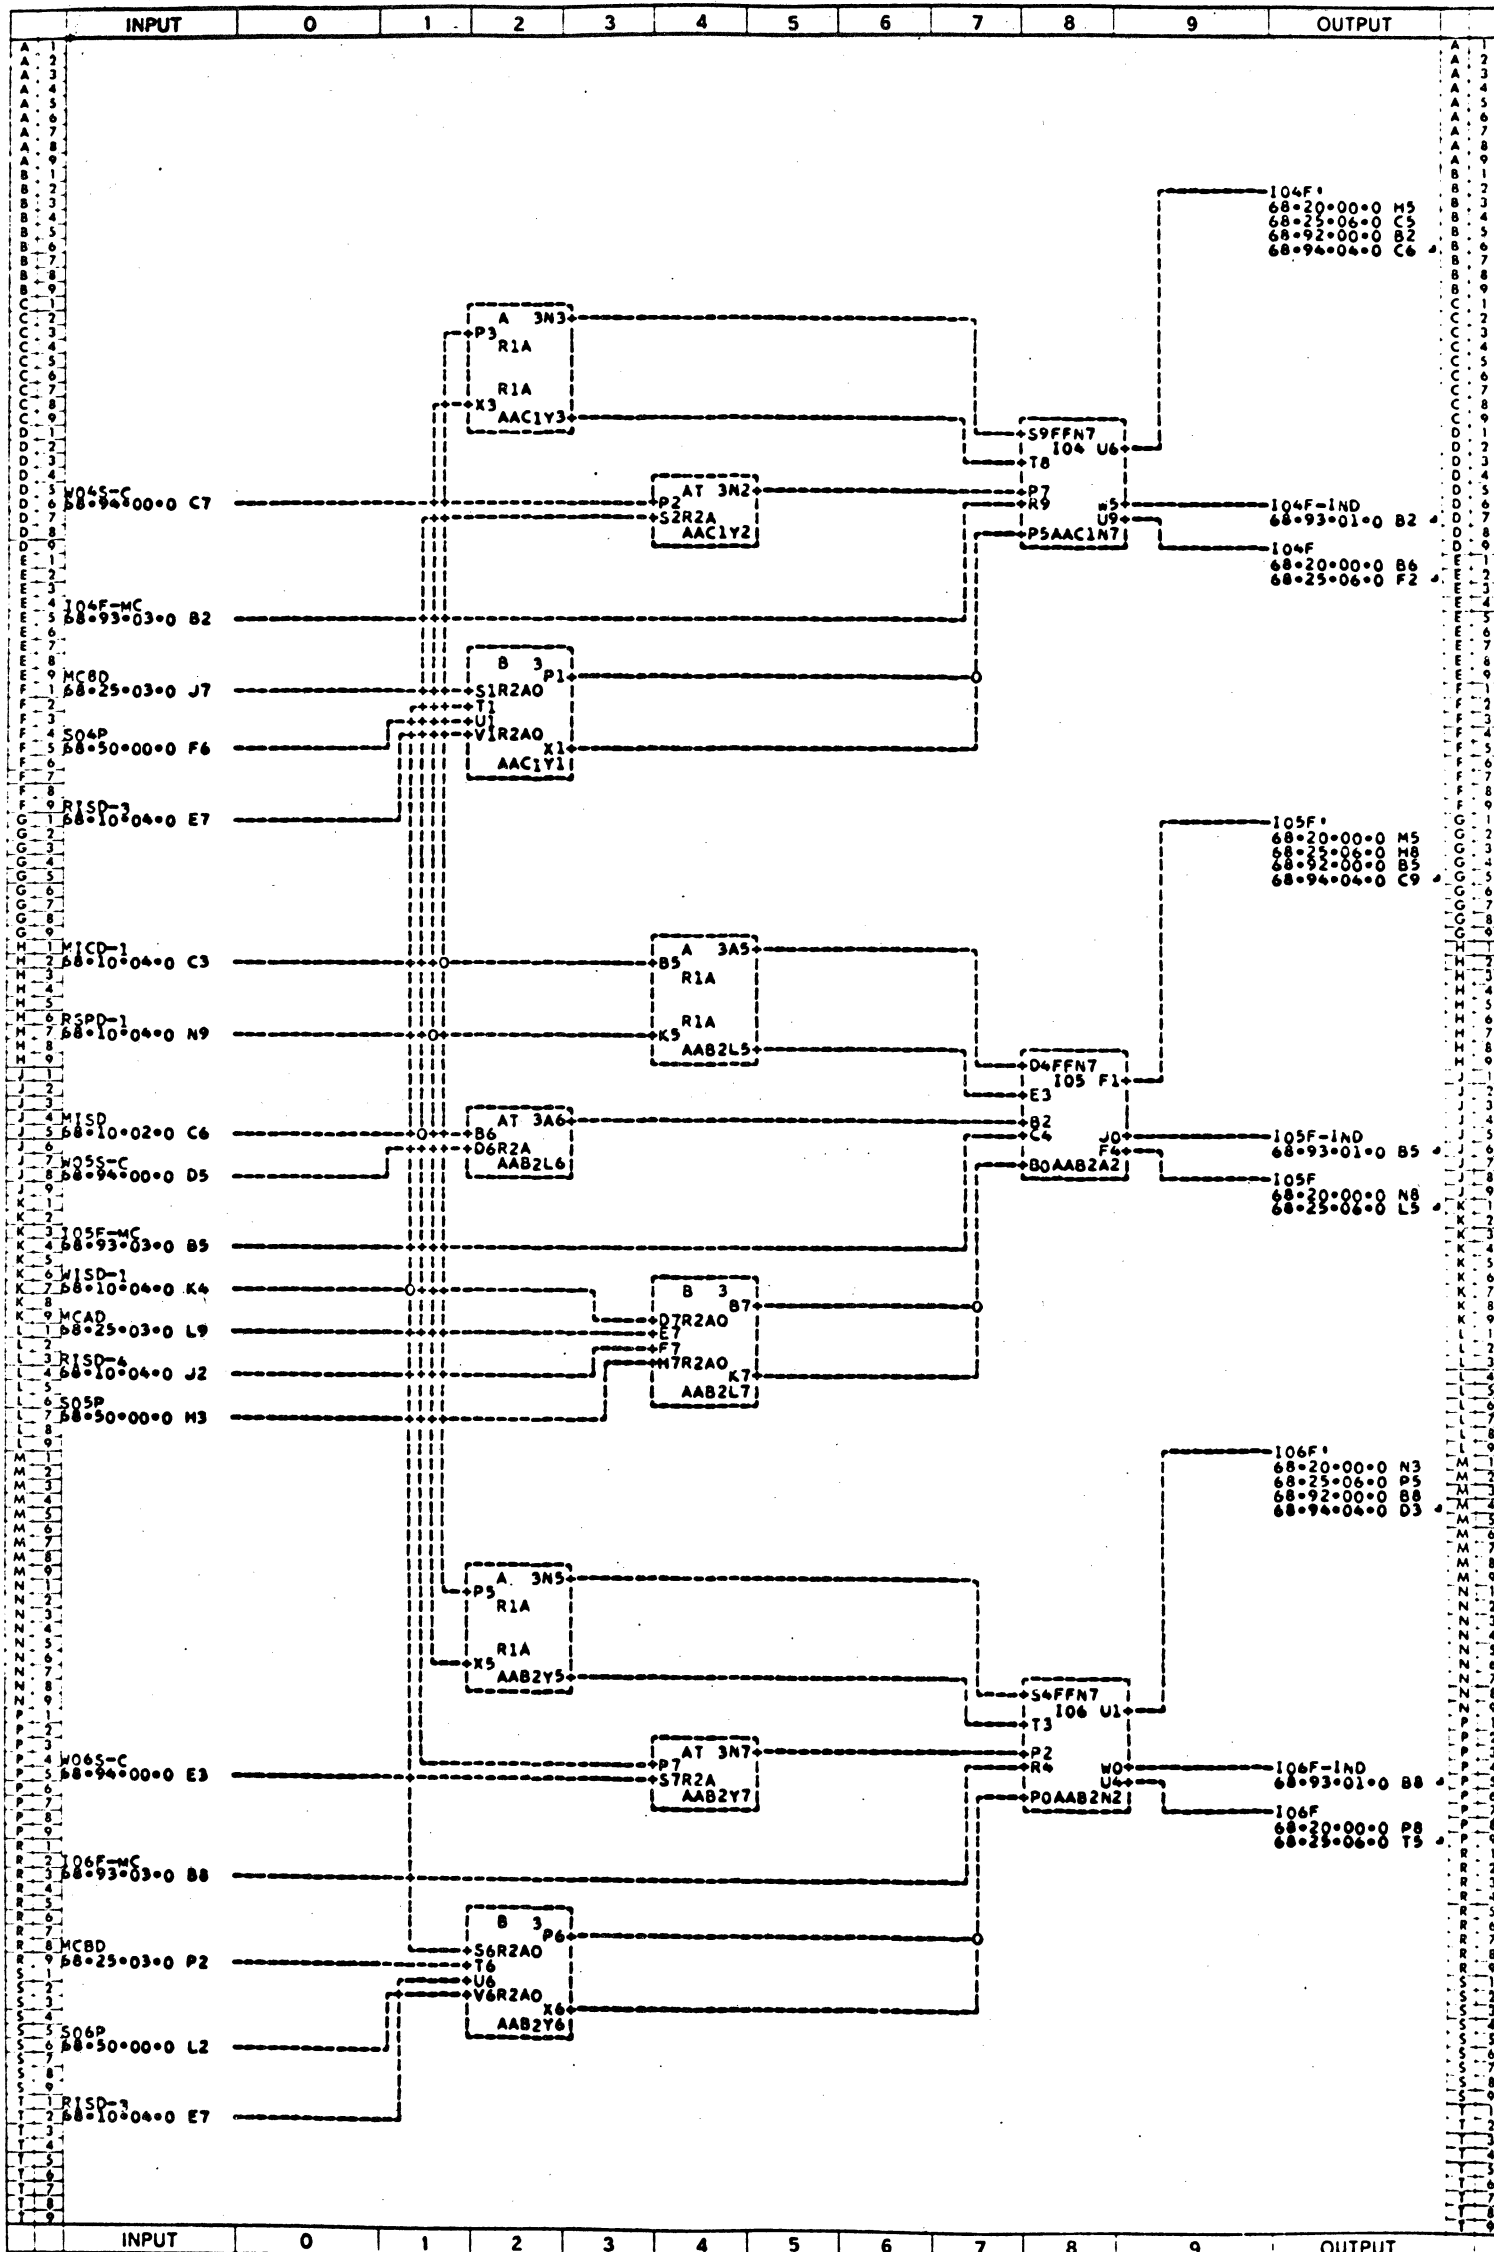 INPUT 0 1 2 3 4 5 6 7 8 9 OUTPUT
I04F'
68•20•00•0 M5
68•25•06•0 C5
68•92•00•0 B2
68•94•04•0 C6
A 3N3
P3
R1A
R1A
X3
AAC1Y3
S9FFN7
I04 U6
T8
W04S-C
68•94•00•0 C7
AT 3N2
P2
S2R2A
AAC1Y2
P7
R9 W5
U9
P5AAC1N7
I04F-IND
68•93•01•0 B2
I04F
68•20•00•0 B6
68•25•06•0 F2
I04F-MC
68•93•03•0 B2
B 3
P1
MCBD
68•25•03•0 J7
S1R2AO
T1
U1
S04P
68•50•00•0 F6
V1R2AO
X1
AAC1Y1
RISD-3
68•10•04•0 E7
I05F'
68•20•00•0 M5
68•25•06•0 H8
68•92•00•0 B5
68•94•04•0 C9
MICD-1
68•10•04•0 C3
A 3A5
B5
R1A
RSPD-1
68•10•04•0 N9
R1A
K5
AAB2L5
D4FFN7
I05 F1
E3
MISD
68•10•02•0 C6
AT 3A6
B6
D6R2A
AAB2L6
B2
C4 J0
F4
B0AAB2A2
W05S-C
68•94•00•0 D5
I05F-IND
68•93•01•0 B5
I05F
68•20•00•0 N8
68•25•06•0 L5
I05F-MC
68•93•03•0 B5
WISD-1
68•10•04•0 K4
B 3
B7
D7R2AO
MCAD
68•25•03•0 L9
E7
F7
RISD-4
68•10•04•0 J2
H7R2AO
K7
AAB2L7
S05P
68•50•00•0 H3
I06F'
68•20•00•0 N3
68•25•06•0 P5
68•92•00•0 B8
68•94•04•0 D3
A 3N5
P5
R1A
R1A
X5
AAB2Y5
S4FFN7
I06 U1
T3
W06S-C
68•94•00•0 E3
AT 3N7
P7
S7R2A
AAB2Y7
P2
R4 W0
U4
P0AAB2N2
I06F-IND
68•93•01•0 B8
I06F
68•20•00•0 P8
68•25•06•0 T5
I06F-MC
68•93•03•0 B8
B 3
P6
MCBD
68•25•03•0 P2
S6R2AO
T6
U6
V6R2AO
X6
AAB2Y6
S06P
68•50•00•0 L2
RISD-3
68•10•04•0 E7
INPUT 0 1 2 3 4 5 6 7 8 9 OUTPUT